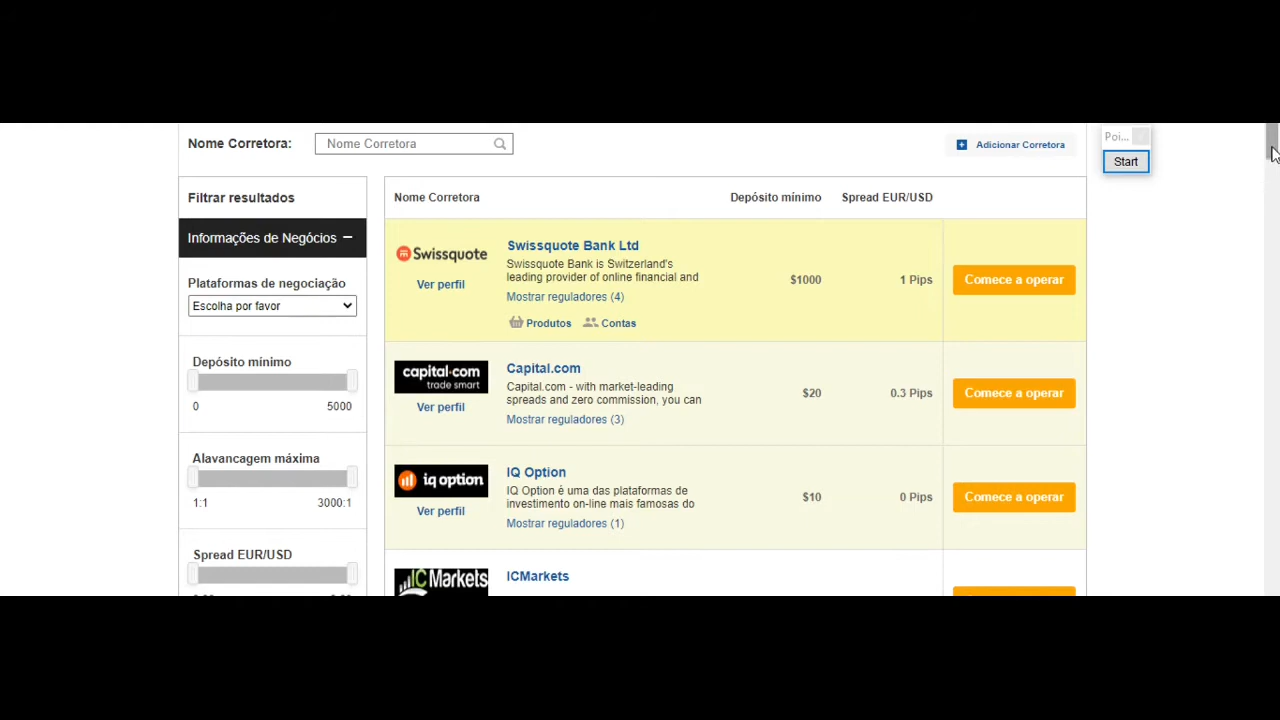 Nome Corretora:
Nome Corretora
Adicionar Corretora
Poi...
Start
Filtrar resultados
Informações de Negócios
Plataformas de negociação
Escolha por favor
Depósito mínimo
0 5000
Alavancagem máxima
1:1 3000:1
Spread EUR/USD
Nome Corretora Depósito mínimo Spread EUR/USD
Swissquote
Ver perfil
Swissquote Bank Ltd
Swissquote Bank is Switzerland's
leading provider of online financial and
Mostrar reguladores (4)
Produtos Contas
$1000 1 Pips
Comece a operar
capital.com
trade smart
Ver perfil
Capital.com
Capital.com - with market-leading
spreads and zero commission, you can
Mostrar reguladores (3)
$20 0.3 Pips
Comece a operar
iq option
Ver perfil
IQ Option
IQ Option é uma das plataformas de
investimento on-line mais famosas do
Mostrar reguladores (1)
$10 0 Pips
Comece a operar
IC Markets
ICMarkets